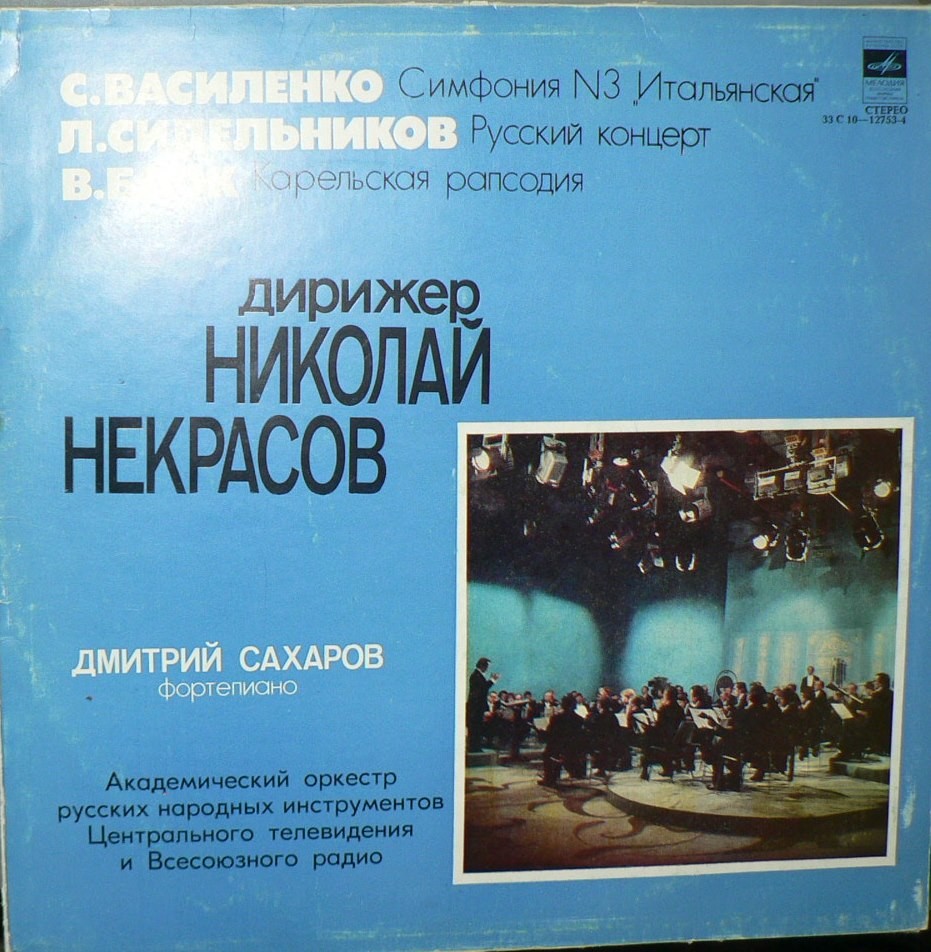 С.ВАСИЛЕНКО Симфония N3 „Итальянская"
Л.СИДЕЛЬНИКОВ Русский концерт
Карельская рапсодия
МЕЛОДИЯ
СТЕРЕО
33 С 10—12753-4
дирижер
НИКОЛАЙ
НЕКРАСОВ
ДМИТРИЙ САХАРОВ
фортепиано
Академический оркестр
русских народных инструментов
Центрального телевидения
и Всесоюзного радио